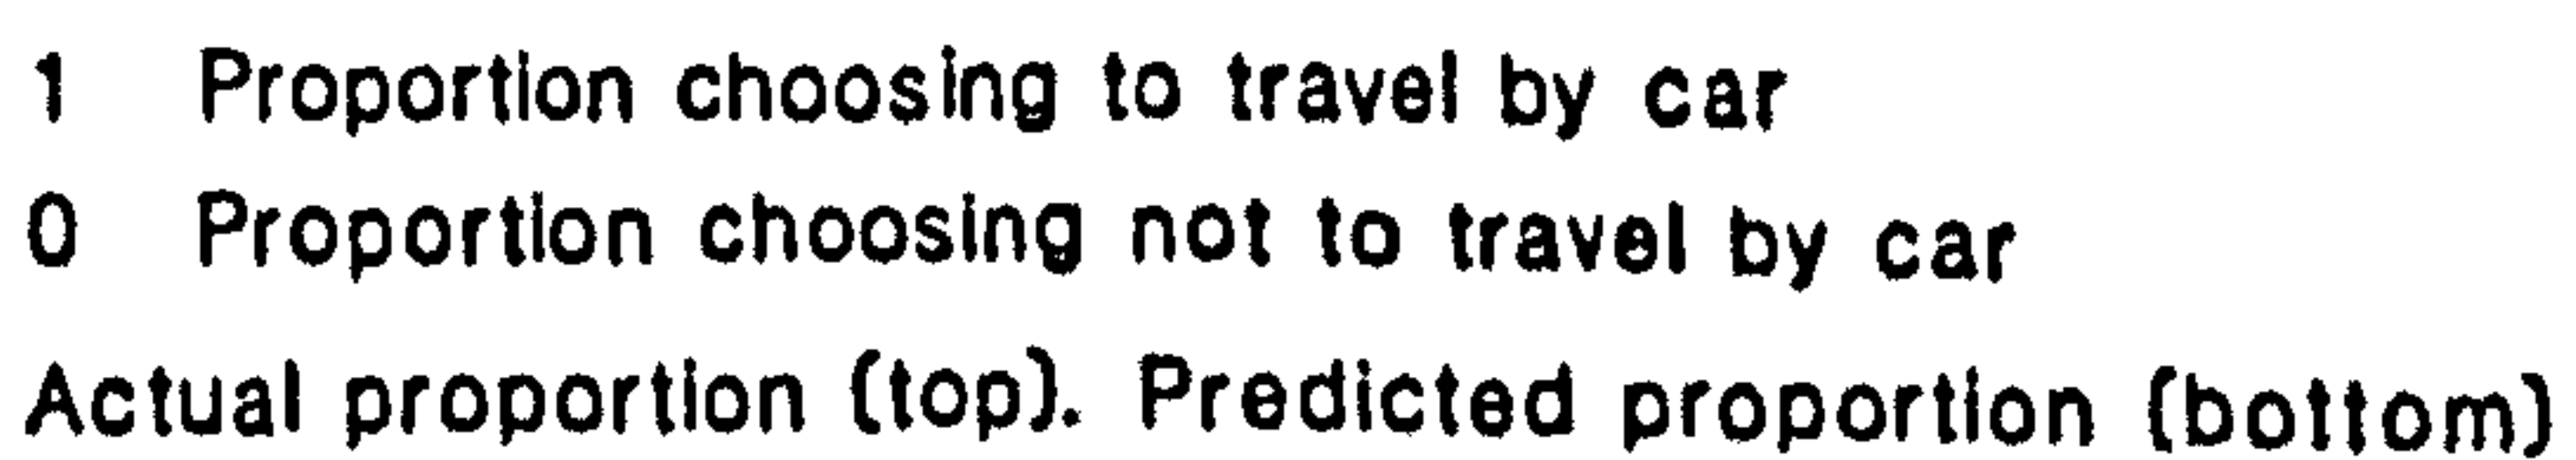 1 Proportion choosing to travel by car
0 Proportion choosing not to travel by car
Actual proportion (top). Predicted proportion (bottom)